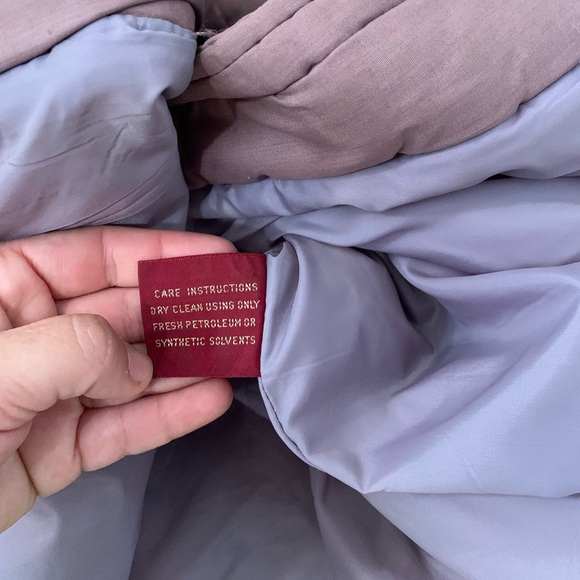 CARE INSTRUCTIONS
DRY CLEAN USING ONLY
FRESH PETROLEUM OR
SYNTHETIC SOLVENTS